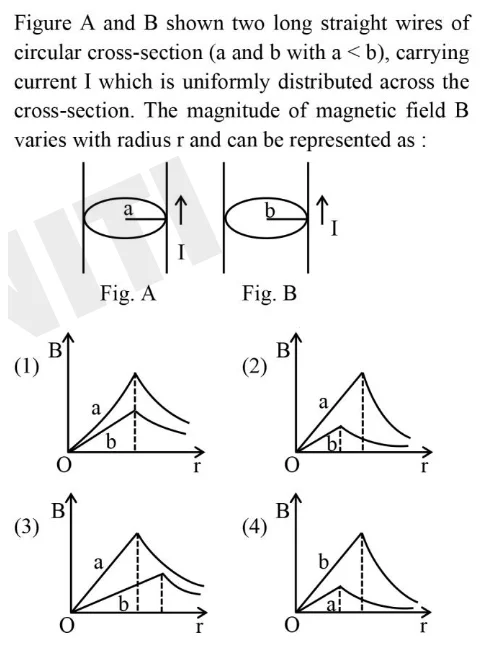 Figure A and B shown two long straight wires of
circular cross-section (a and b with a < b), carrying
current I which is uniformly distributed across the
cross-section. The magnitude of magnetic field B
varies with radius r and can be represented as :
a
I
b
I
Fig. A
Fig. B
(1)
B
a
b
O
r
(2)
B
a
b
O
r
(3)
B
a
b
O
r
(4)
B
b
a
O
r